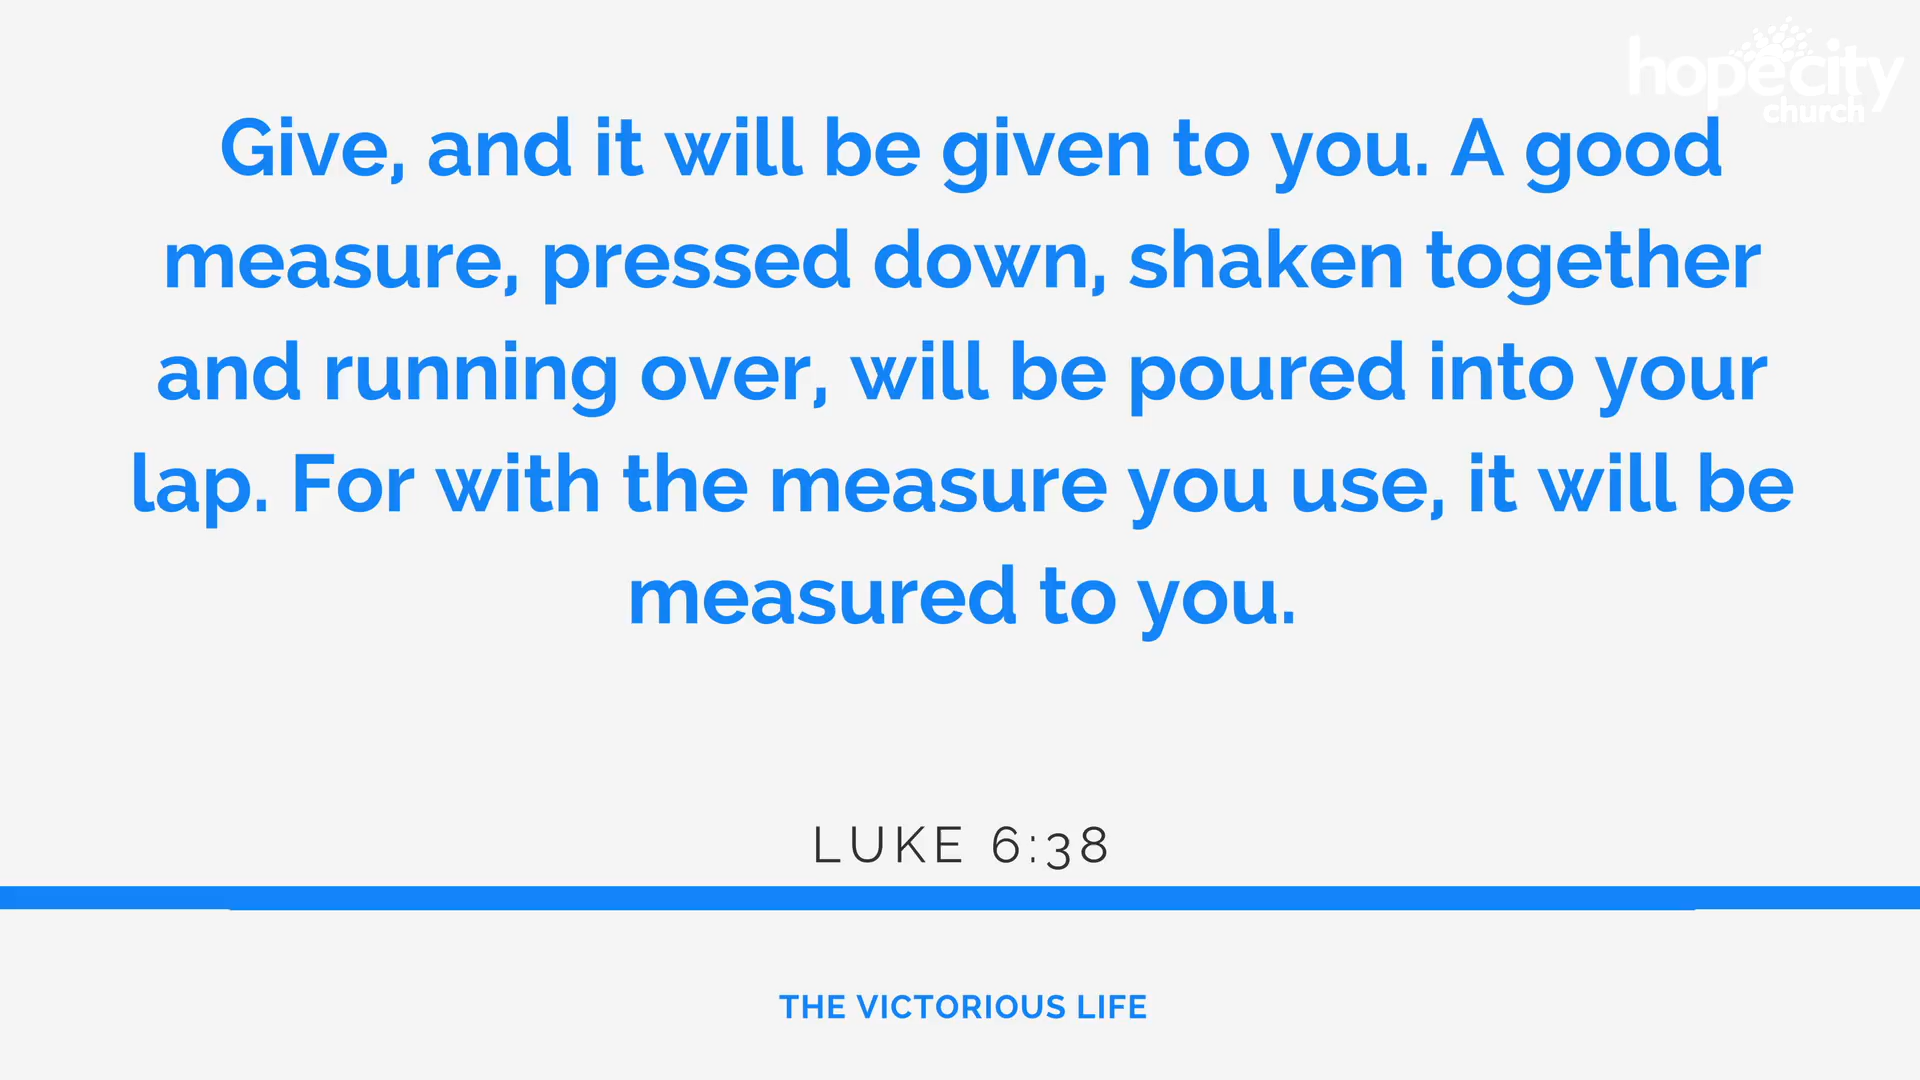 hopecity
church
Give, and it will be given to you. A good
measure, pressed down, shaken together
and running over, will be poured into your
lap. For with the measure you use, it will be
measured to you.
LUKE 6:38
THE VICTORIOUS LIFE